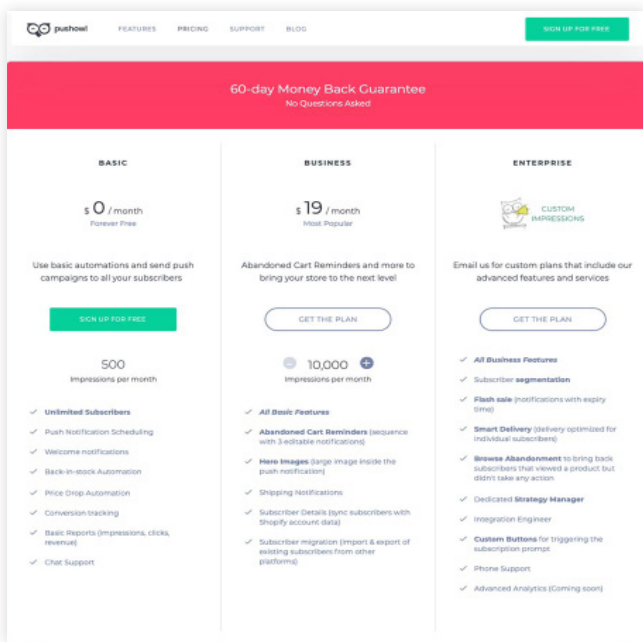 pushowl
FEATURES
PRICING
SUPPORT
BLOG
SIGN UP FOR FREE
60-day Money Back Guarantee
No Questions Asked
BASIC
$ 0 / month
Forever Free
Use basic automations and send push
campaigns to all your subscribers
SIGN UP FOR FREE
500
Impressions per month
Unlimited Subscribers
Push Notification Scheduling
Welcome notifications
Back-in-stock Automation
Price Drop Automation
Conversion tracking
Basic Reports (impressions, clicks,
revenue)
Chat Support
BUSINESS
$ 19 / month
Most Popular
Abandoned Cart Reminders and more to
bring your store to the next level
GET THE PLAN
- 10,000 +
Impressions per month
All Basic Features
Abandoned Cart Reminders (sequence
with 3-editable notifications)
Hero Images (large image inside the
push notification)
Shipping Notifications
Subscriber Details (sync subscribers with
Shopify account data)
Subscriber migration (import & export of
existing subscribers from other
platforms)
ENTERPRISE
CUSTOM
IMPRESSIONS
Email us for custom plans that include our
advanced features and services
GET THE PLAN
All Business Features
Subscriber segmentation
Flash sale (notifications with expiry
time)
Smart Delivery (delivery optimized for
individual subscribers)
Browse Abandonment to bring back
subscribers that viewed a product but
didn't take any action
Dedicated Strategy Manager
Integration Engineer
Custom Buttons for triggering the
subscription prompt
Phone Support
Advanced Analytics (Coming soon)